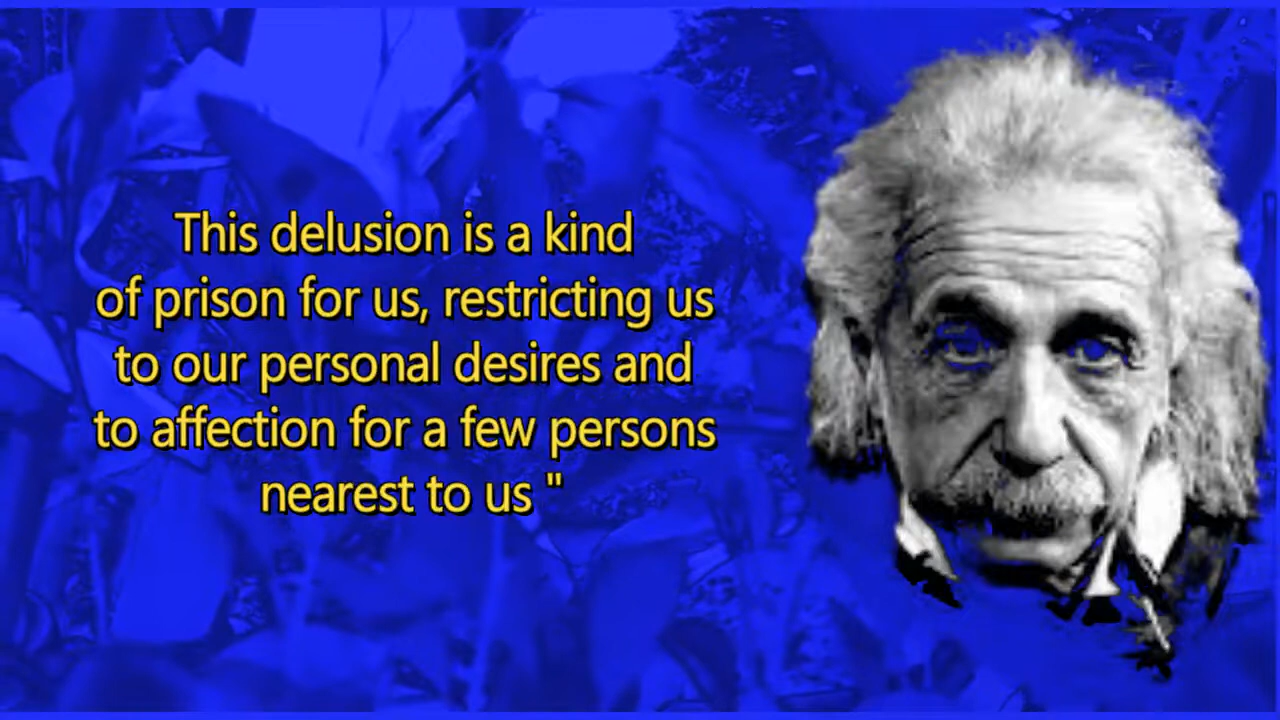 This delusion is a kind
of prison for us, restricting us
to our personal desires and
to affection for a few persons
nearest to us "